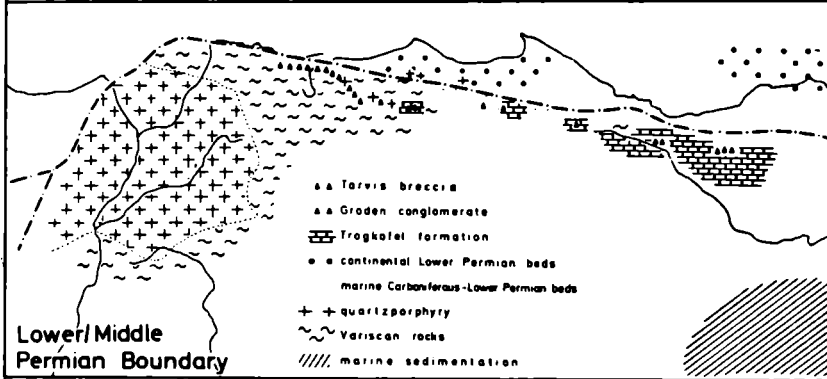 Tarvis breccia
Groden conglomerate
Trogkofel formation
continental Lower Permian beds
marine Carboniferous-Lower Permian beds
quartzporphyry
Variscan rocks
marine sedimentation
Lower/Middle
Permian Boundary